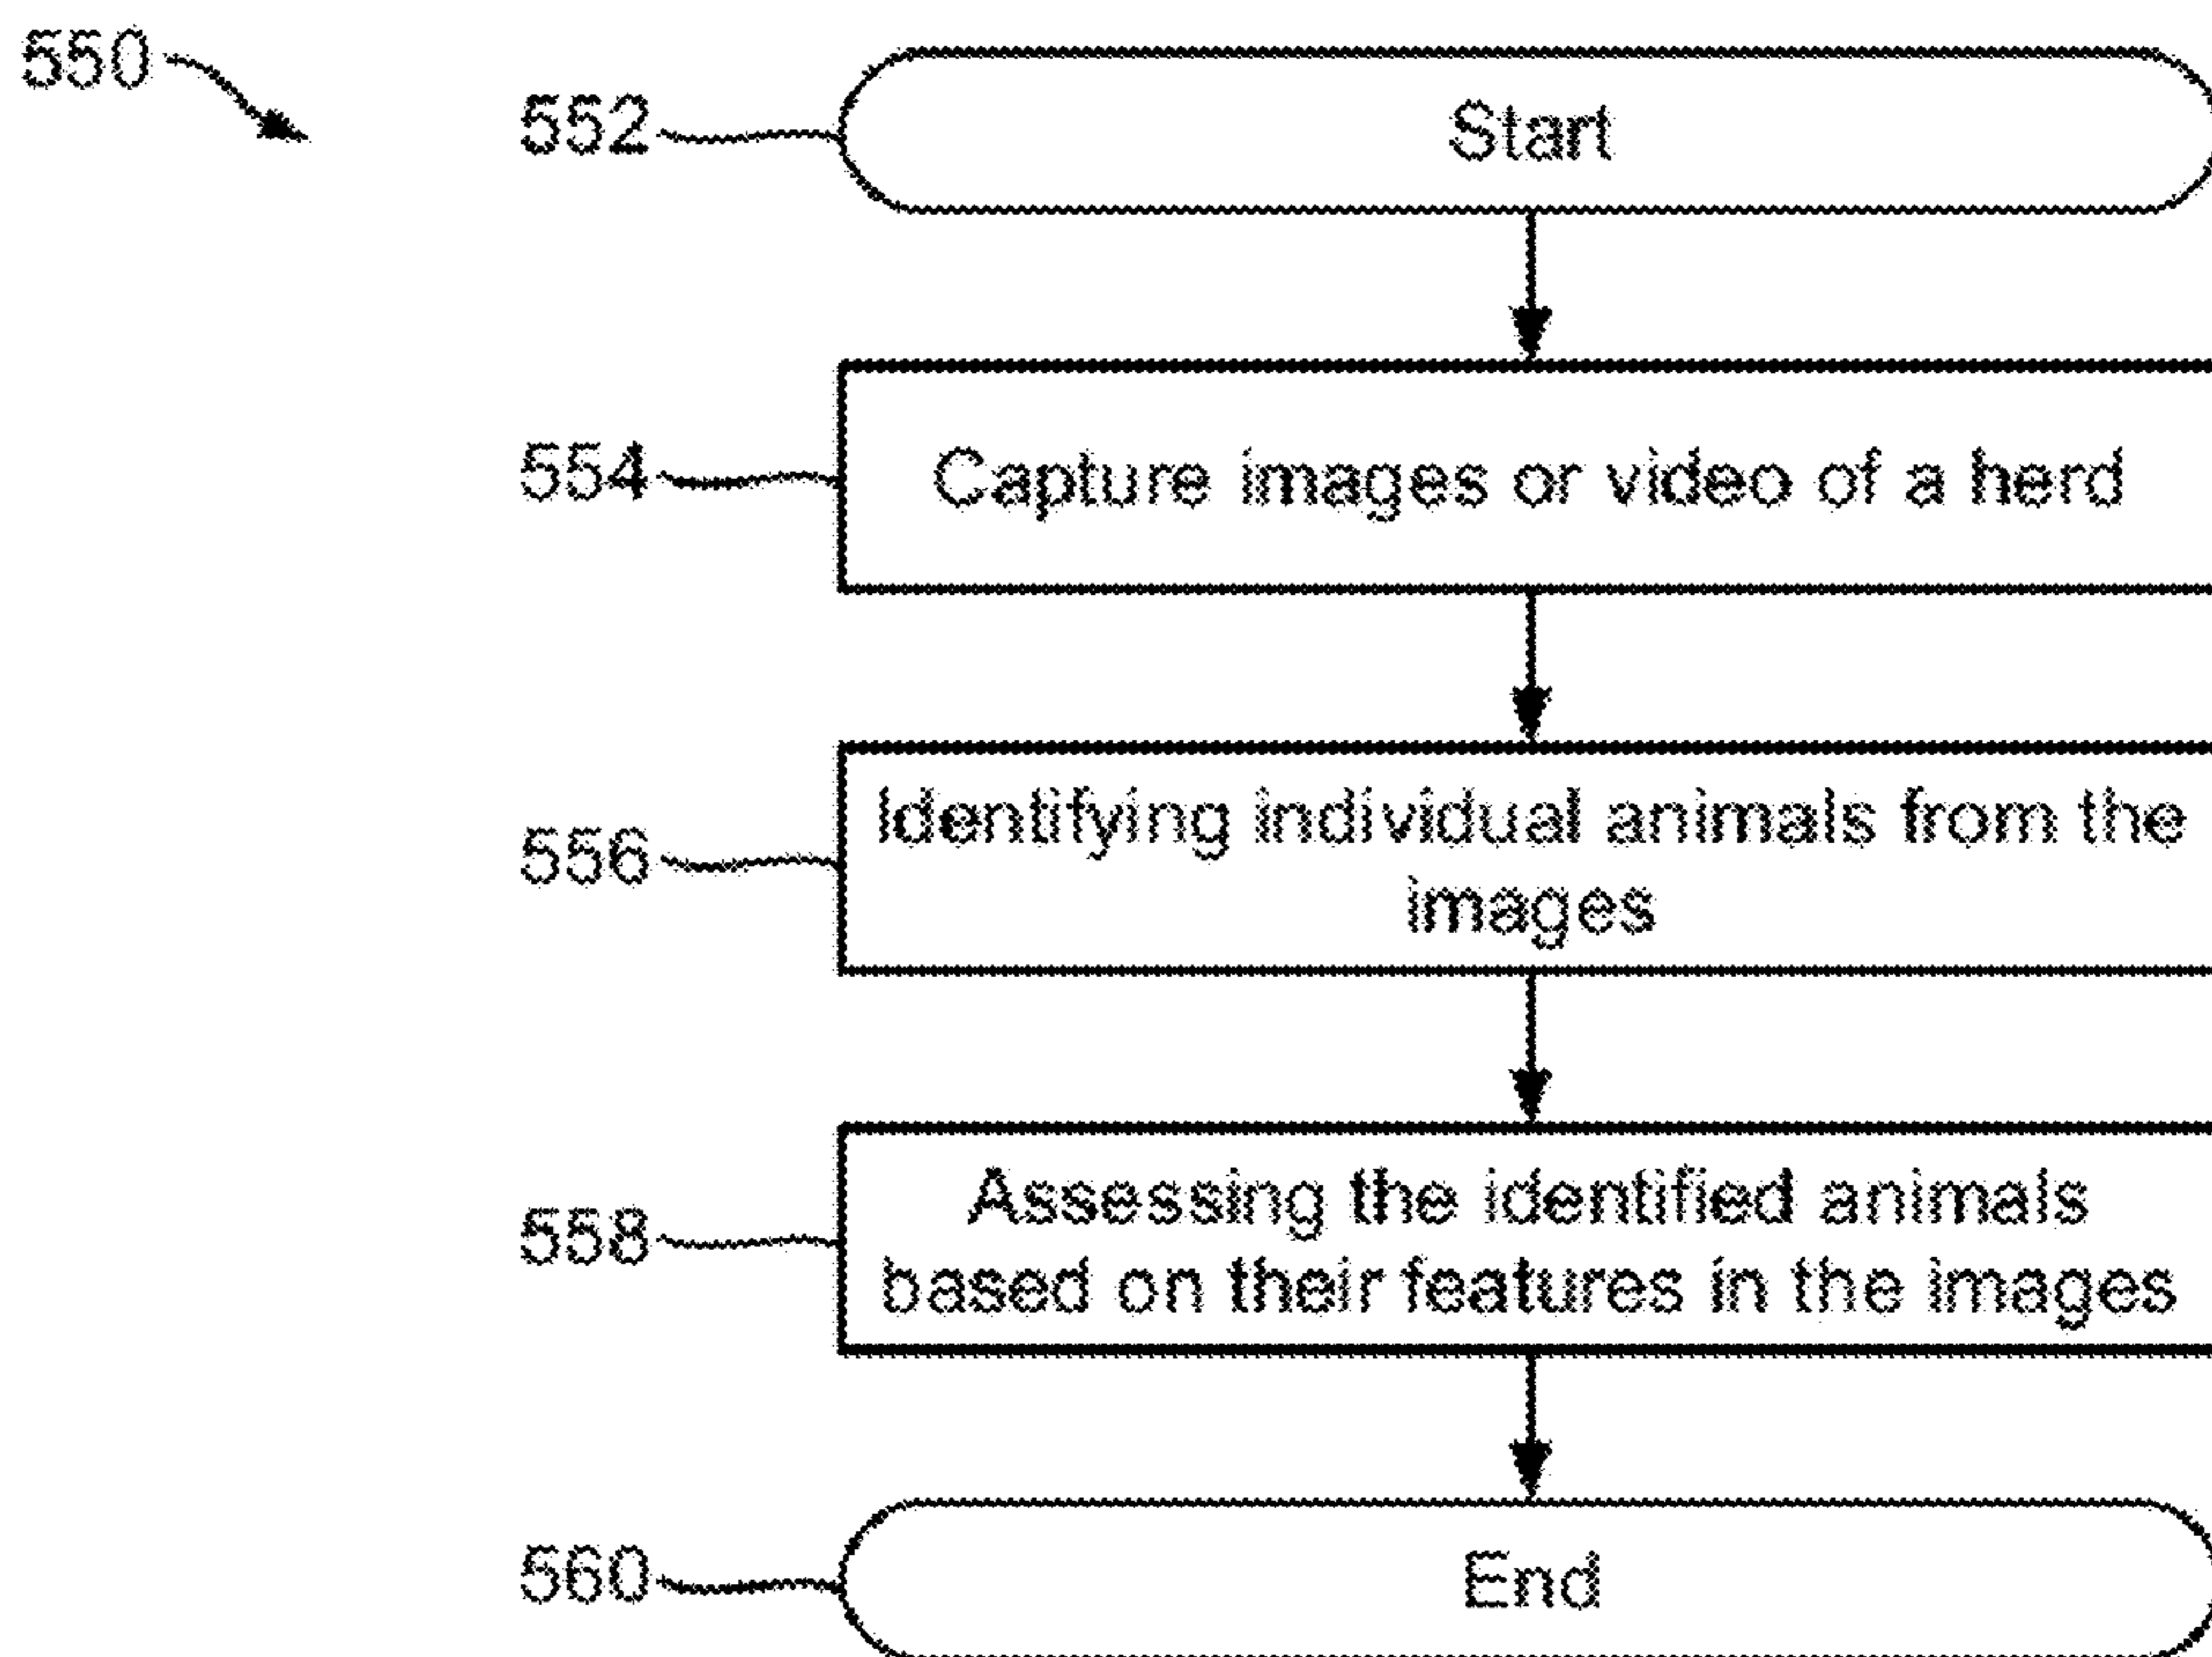 550
552
Start
554
Capture images or video of a herd
556
Identifying individual animals from the
images
558
Assessing the identified animals
based on their features in the images
560
End